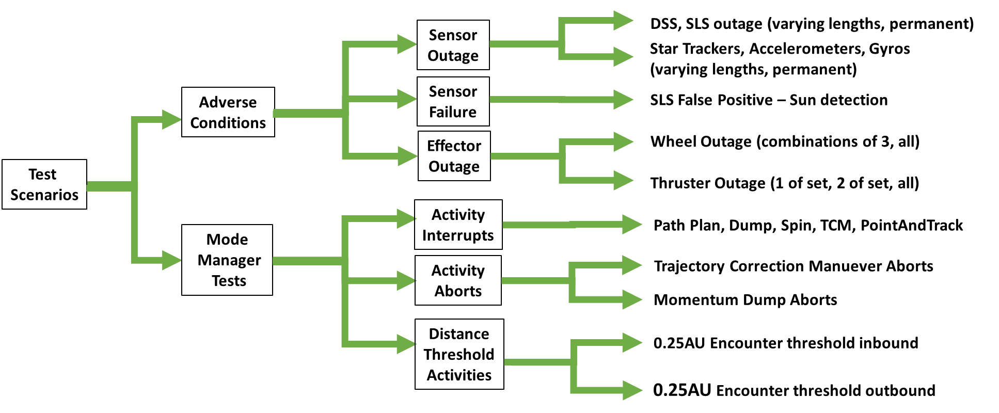 Test
Scenarios
Adverse
Conditions
Mode
Manager
Tests
Sensor
Outage
Sensor
Failure
Effector
Outage
Activity
Interrupts
Activity
Aborts
Distance
Threshold
Activities
DSS, SLS outage (varying lengths, permanent)
Star Trackers, Accelerometers, Gyros
(varying lengths, permanent)
SLS False Positive – Sun detection
Wheel Outage (combinations of 3, all)
Thruster Outage (1 of set, 2 of set, all)
Path Plan, Dump, Spin, TCM, PointAndTrack
Trajectory Correction Manuever Aborts
Momentum Dump Aborts
0.25AU Encounter threshold inbound
0.25AU Encounter threshold outbound